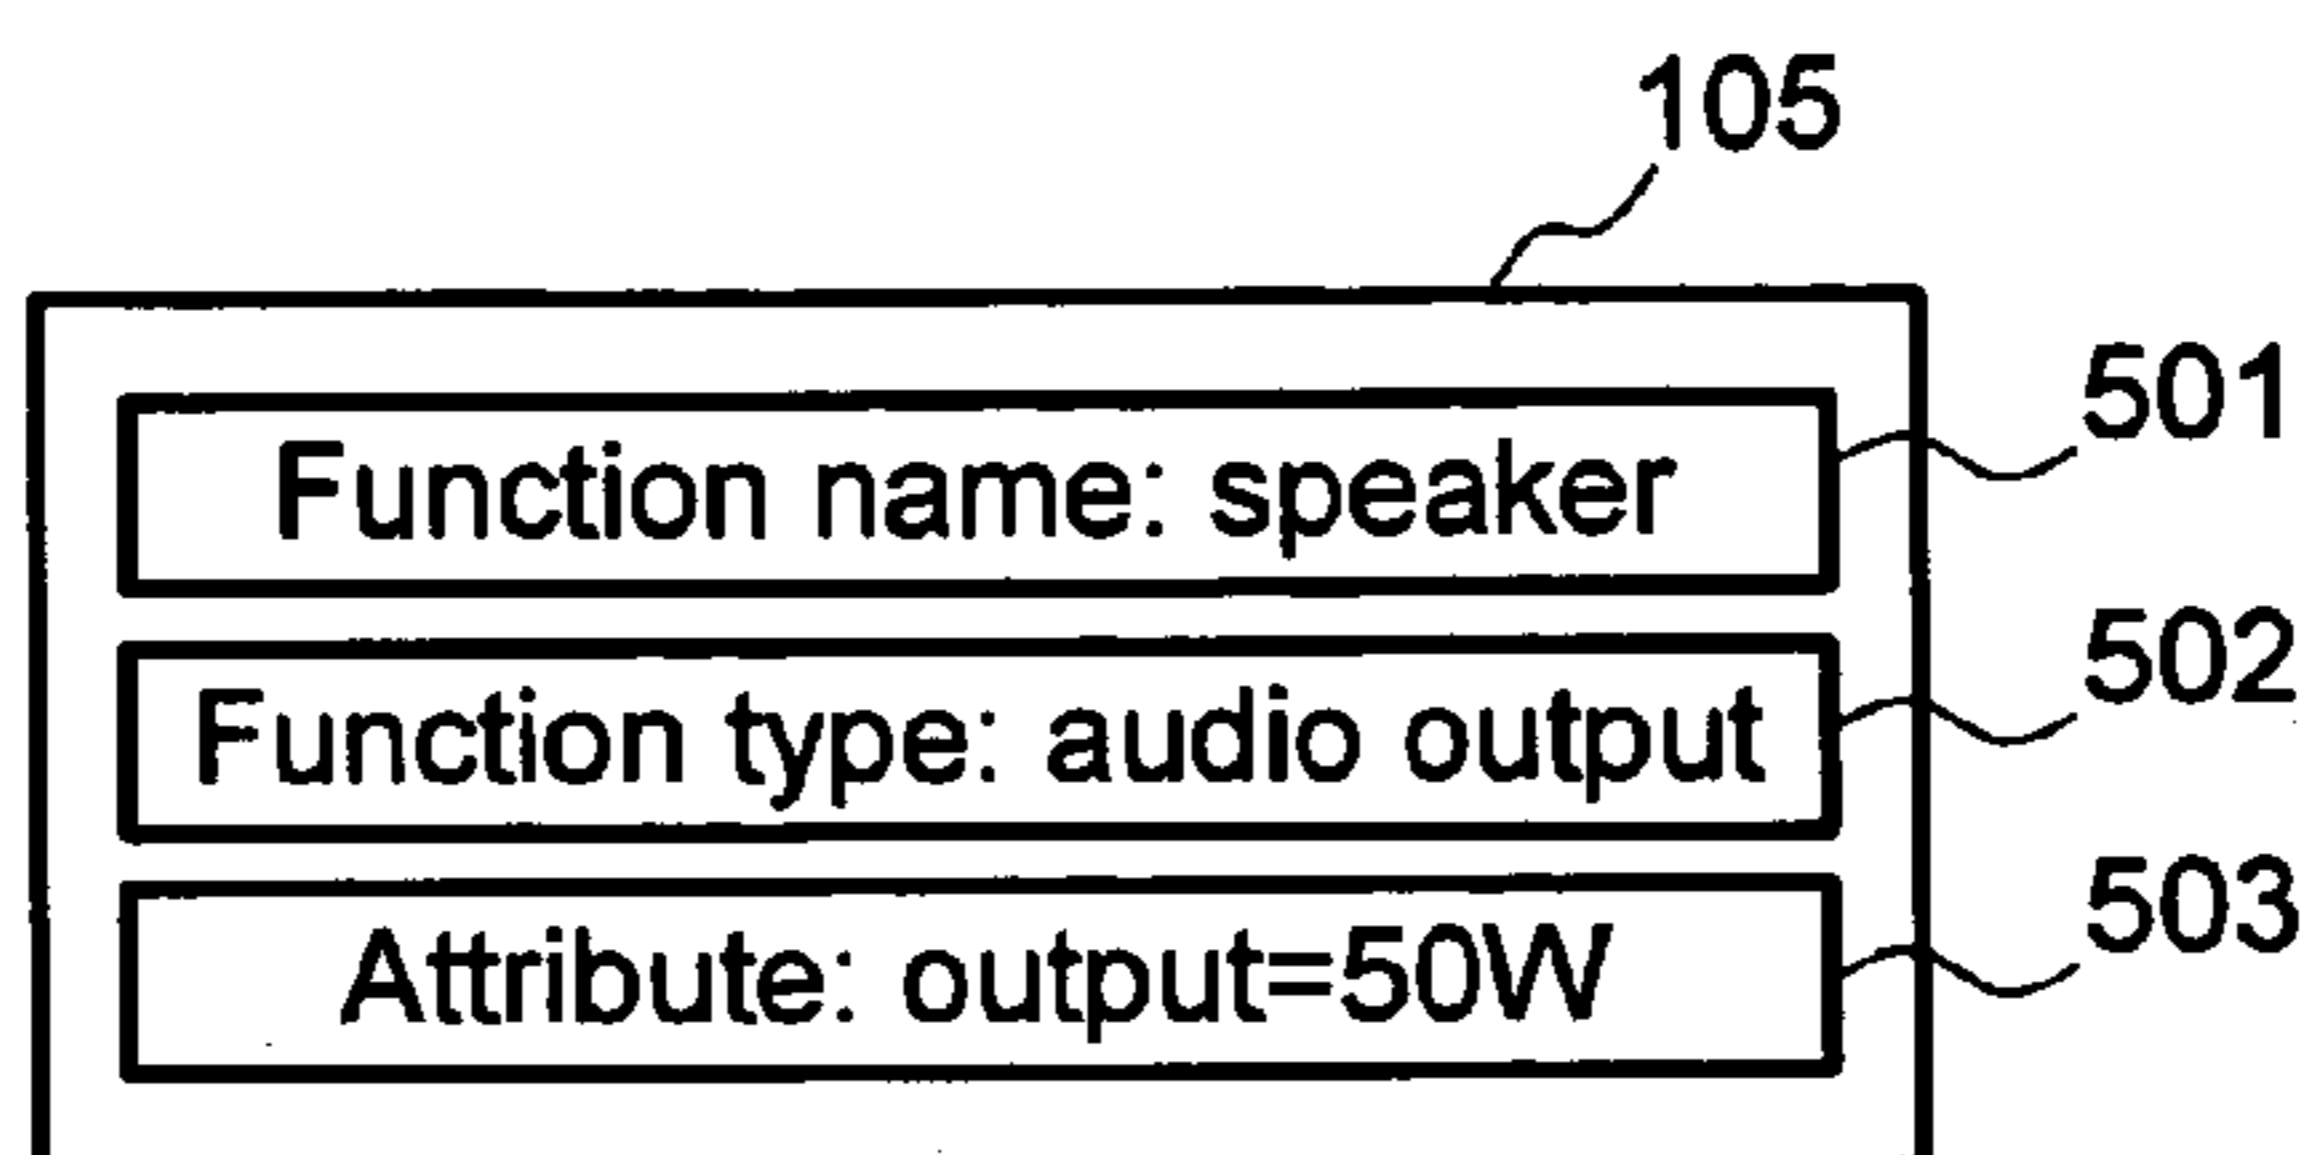 105
Function name: speaker
501
Function type: audio output
502
Attribute: output=50W
503